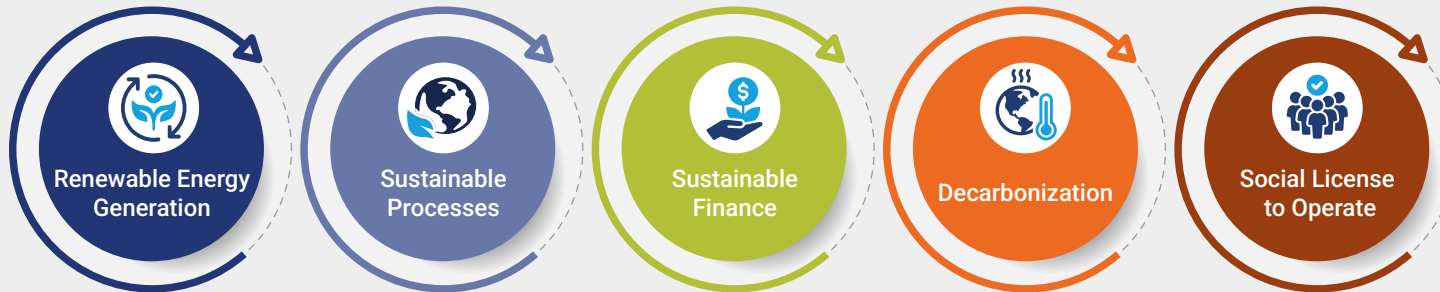 Renewable Energy
Generation
Sustainable
Processes
$
Sustainable
Finance
Decarbonization
Social License
to Operate